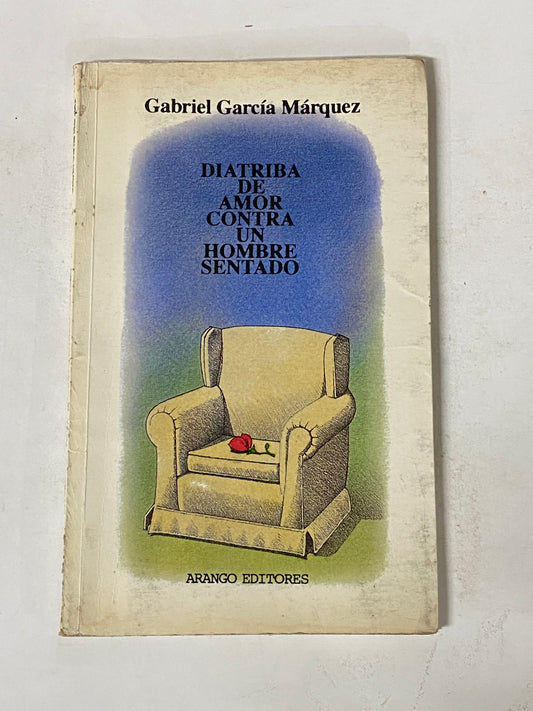 Gabriel García Márquez
DIATRIBA
DE
AMOR
CONTRA
UN
HOMBRE
SENTADO
ARANGO EDITORES